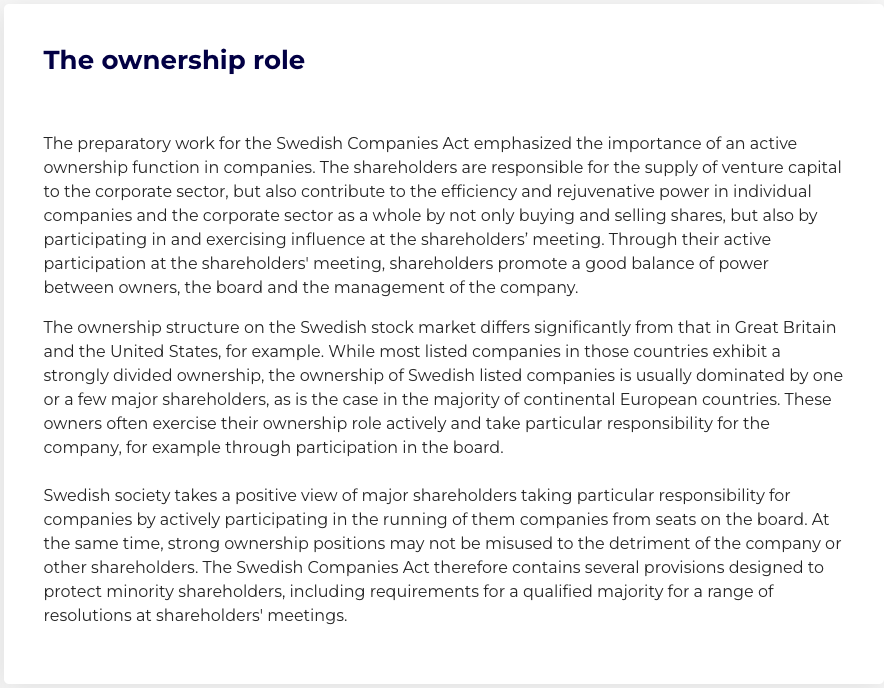 The ownership role
The preparatory work for the Swedish Companies Act emphasized the importance of an active
ownership function in companies. The shareholders are responsible for the supply of venture capital
to the corporate sector, but also contribute to the efficiency and rejuvenative power in individual
companies and the corporate sector as a whole by not only buying and selling shares, but also by
participating in and exercising influence at the shareholders’ meeting. Through their active
participation at the shareholders' meeting, shareholders promote a good balance of power
between owners, the board and the management of the company.
The ownership structure on the Swedish stock market differs significantly from that in Great Britain
and the United States, for example. While most listed companies in those countries exhibit a
strongly divided ownership, the ownership of Swedish listed companies is usually dominated by one
or a few major shareholders, as is the case in the majority of continental European countries. These
owners often exercise their ownership role actively and take particular responsibility for the
company, for example through participation in the board.
Swedish society takes a positive view of major shareholders taking particular responsibility for
companies by actively participating in the running of them companies from seats on the board. At
the same time, strong ownership positions may not be misused to the detriment of the company or
other shareholders. The Swedish Companies Act therefore contains several provisions designed to
protect minority shareholders, including requirements for a qualified majority for a range of
resolutions at shareholders' meetings.